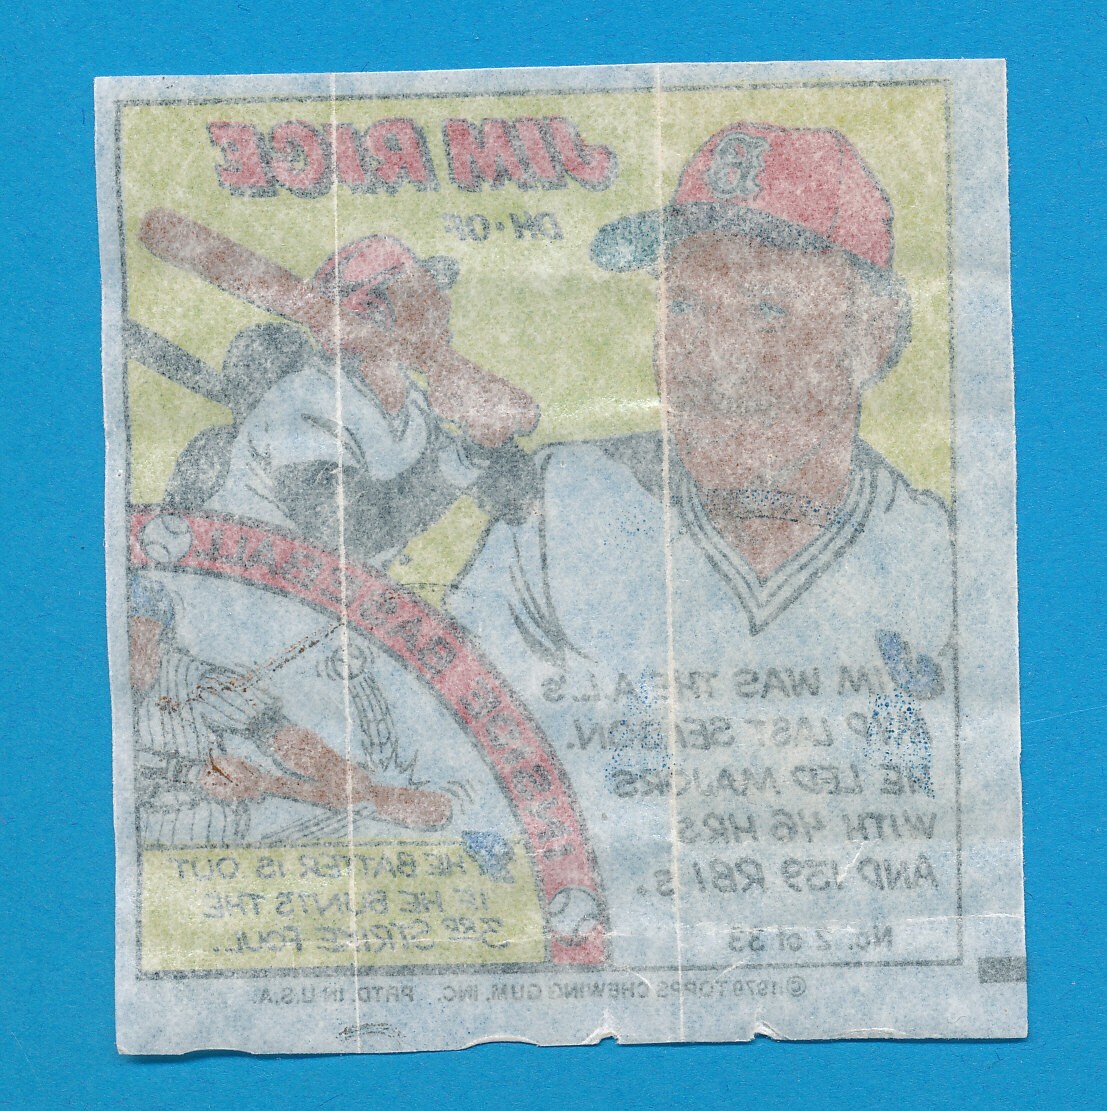 JIM RICE
DH•OF
B
INSIDE BASEBALL
JIM WAS THE A.L.'S
MVP LAST SEASON.
HE LED MAJORS
WITH 46 HRS
AND 139 RBI'S.
No. 2 of 33
THE BATTER IS OUT
IF HE BUNTS THE
3RD STRIKE FOUL...
©1979 TOPPS CHEWING GUM, INC. PRTD. IN U.S.A.